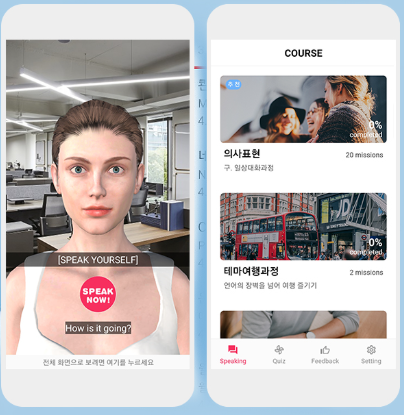 [SPEAK YOURSELF]
SPEAK
NOW!
How is it going?
전체 화면으로 보려면 여기를 누르세요
COURSE
추천
0%
completed
의사표현
20 missions
구. 일상대화과정
0%
completed
테마여행과정
2 missions
언어의 장벽을 넘어 여행 즐기기
Speaking
Quiz
Feedback
Setting